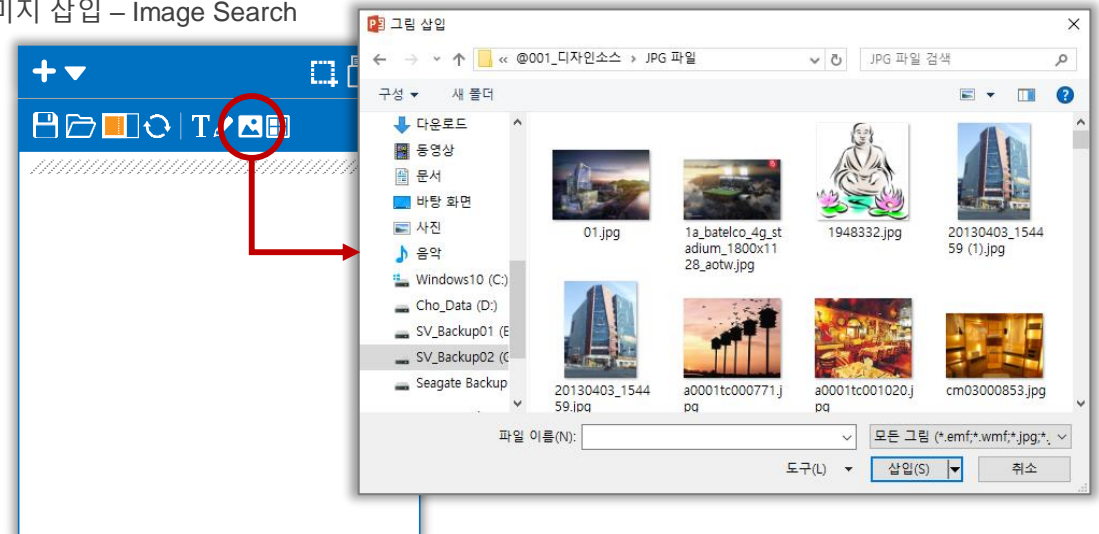 미지 삽입 – Image Search
그림 삽입
« @001_디자인소스 › JPG 파일
JPG 파일 검색
구성
새 폴더
T
다운로드
동영상
문서
바탕 화면
사진
음악
Windows10 (C:)
Cho_Data (D:)
SV_Backup01 (E
SV_Backup02 (G
Seagate Backup
01.jpg
1a_batelco_4g_st
adium_1800x11
28_aotw.jpg
1948332.jpg
20130403_1544
59 (1).jpg
20130403_1544
59.jpg
a0001tc000771.j
pg
a0001tc001020.j
pg
cm03000853.jpg
파일 이름(N):
모든 그림 (*.emf;*.wmf;*.jpg;*.
도구(L)
삽입(S)
취소